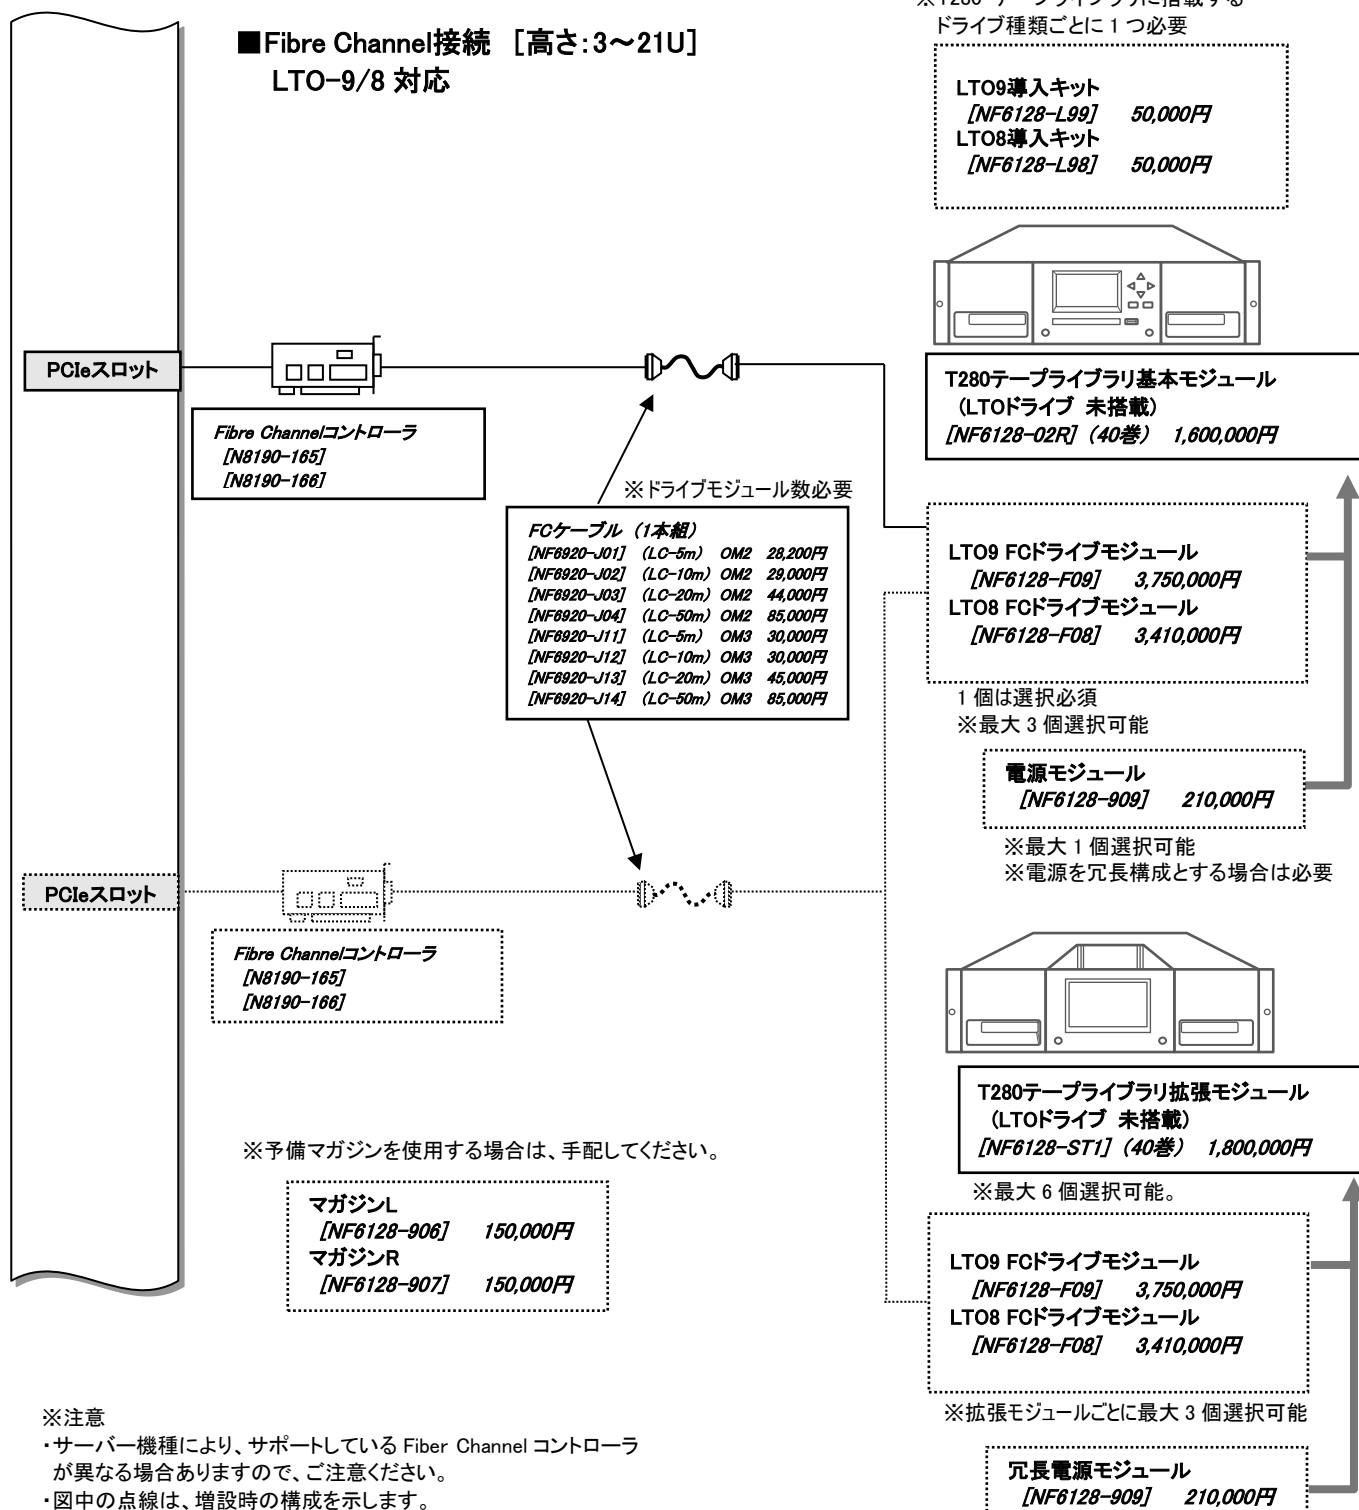 ※T280 テープライブラリに搭載する
ドライブ種類ごとに 1 つ必要
■Fibre Channel接続 [高さ:3～21U]
LTO-9/8 対応
LTO9導入キット
[NF6128-L99] 50,000円
LTO8導入キット
[NF6128-L98] 50,000円
PCIeスロット
Fibre Channelコントローラ
[N8190-165]
[N8190-166]
T280テープライブラリ基本モジュール
(LTOドライブ 未搭載)
[NF6128-02R] (40巻) 1,600,000円
※ドライブモジュール数必要
FCケーブル (1本組)
[NF6920-J01] (LC-5m) OM2 28,200円
[NF6920-J02] (LC-10m) OM2 29,000円
[NF6920-J03] (LC-20m) OM2 44,000円
[NF6920-J04] (LC-50m) OM2 85,000円
[NF6920-J11] (LC-5m) OM3 30,000円
[NF6920-J12] (LC-10m) OM3 30,000円
[NF6920-J13] (LC-20m) OM3 45,000円
[NF6920-J14] (LC-50m) OM3 85,000円
LTO9 FCドライブモジュール
[NF6128-F09] 3,750,000円
LTO8 FCドライブモジュール
[NF6128-F08] 3,410,000円
1 個は選択必須
※最大 3 個選択可能
電源モジュール
[NF6128-909] 210,000円
※最大 1 個選択可能
※電源を冗長構成とする場合は必要
PCIeスロット
Fibre Channelコントローラ
[N8190-165]
[N8190-166]
T280テープライブラリ拡張モジュール
(LTOドライブ 未搭載)
[NF6128-ST1] (40巻) 1,800,000円
※最大 6 個選択可能。
※予備マガジンを使用する場合は、手配してください。
マガジンL
[NF6128-906] 150,000円
マガジンR
[NF6128-907] 150,000円
LTO9 FCドライブモジュール
[NF6128-F09] 3,750,000円
LTO8 FCドライブモジュール
[NF6128-F08] 3,410,000円
※拡張モジュールごとに最大 3 個選択可能
冗長電源モジュール
[NF6128-909] 210,000円
※注意
・サーバー機種により、サポートしている Fiber Channel コントローラ
が異なる場合ありますので、ご注意ください。
・図中の点線は、増設時の構成を示します。